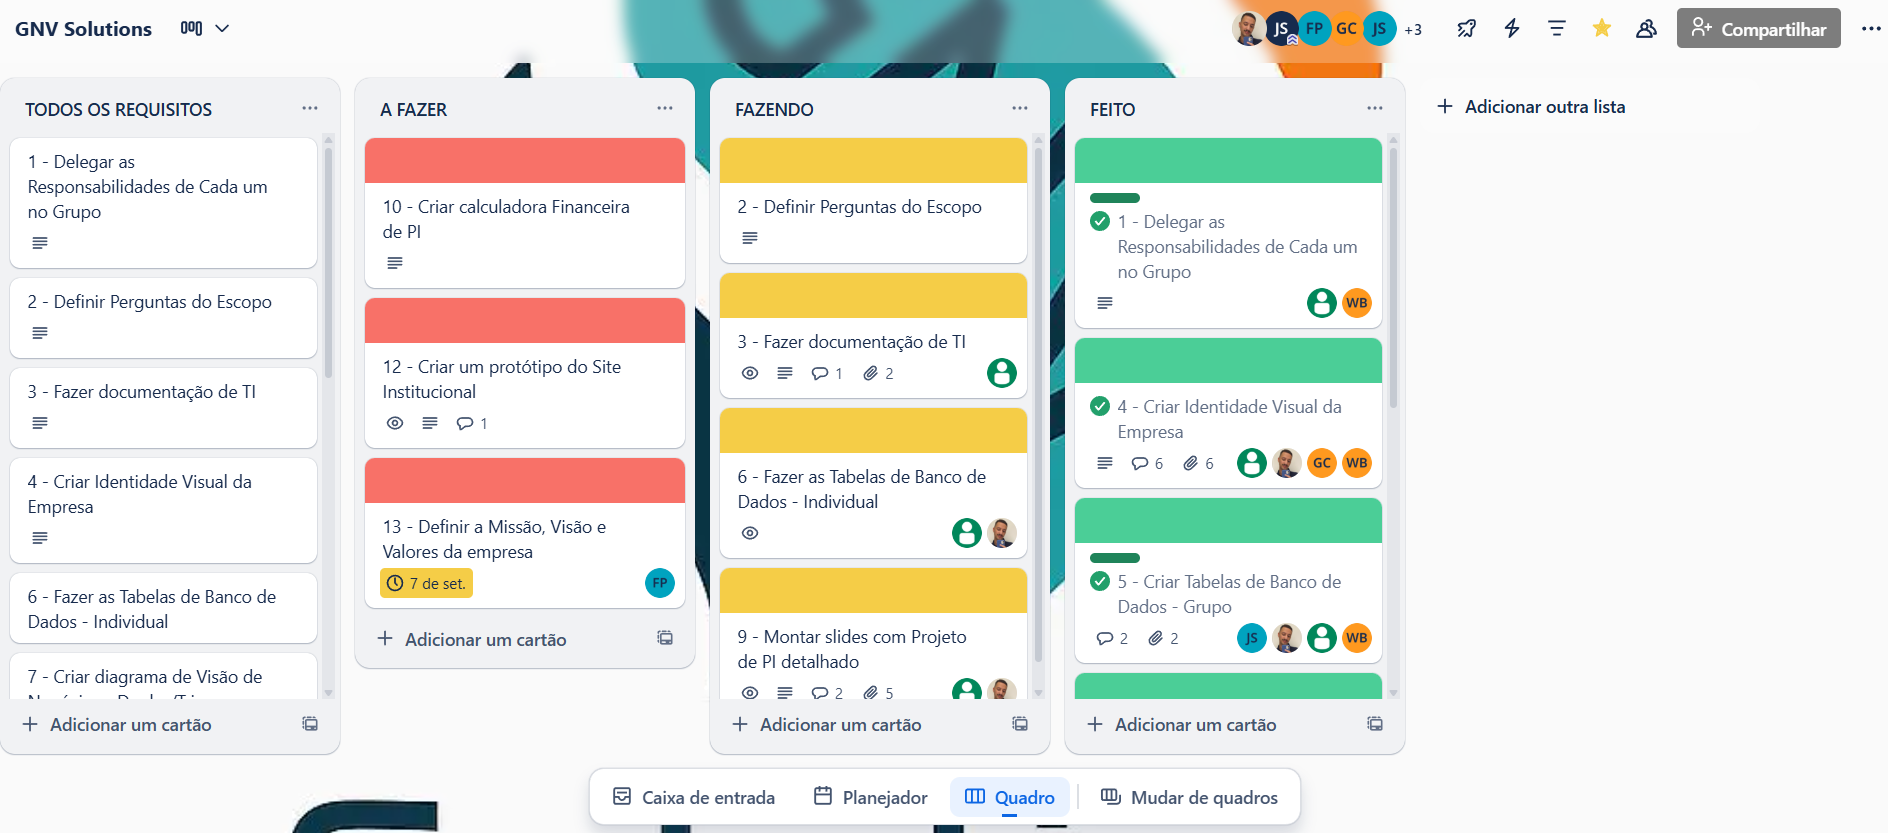 GNV Solutions
JS
FP
GC
JS
+3
Compartilhar
TODOS OS REQUISITOS
1 - Delegar as
Responsabilidades de Cada um
no Grupo
2 - Definir Perguntas do Escopo
3 - Fazer documentação de TI
4 - Criar Identidade Visual da
Empresa
6 - Fazer as Tabelas de Banco de
Dados - Individual
7 - Criar diagrama de Visão de
Adicionar um cartão
A FAZER
10 - Criar calculadora Financeira
de PI
12 - Criar um protótipo do Site
Institucional
1
13 - Definir a Missão, Visão e
Valores da empresa
7 de set.
FP
Adicionar um cartão
FAZENDO
2 - Definir Perguntas do Escopo
3 - Fazer documentação de TI
1
2
6 - Fazer as Tabelas de Banco de
Dados - Individual
9 - Montar slides com Projeto
de PI detalhado
2
5
Adicionar um cartão
FEITO
1 - Delegar as
Responsabilidades de Cada um
no Grupo
WB
4 - Criar Identidade Visual da
Empresa
6
6
GC
WB
5 - Criar Tabelas de Banco de
Dados - Grupo
2
2
JS
WB
Adicionar um cartão
Adicionar outra lista
Caixa de entrada
Planejador
Quadro
Mudar de quadros